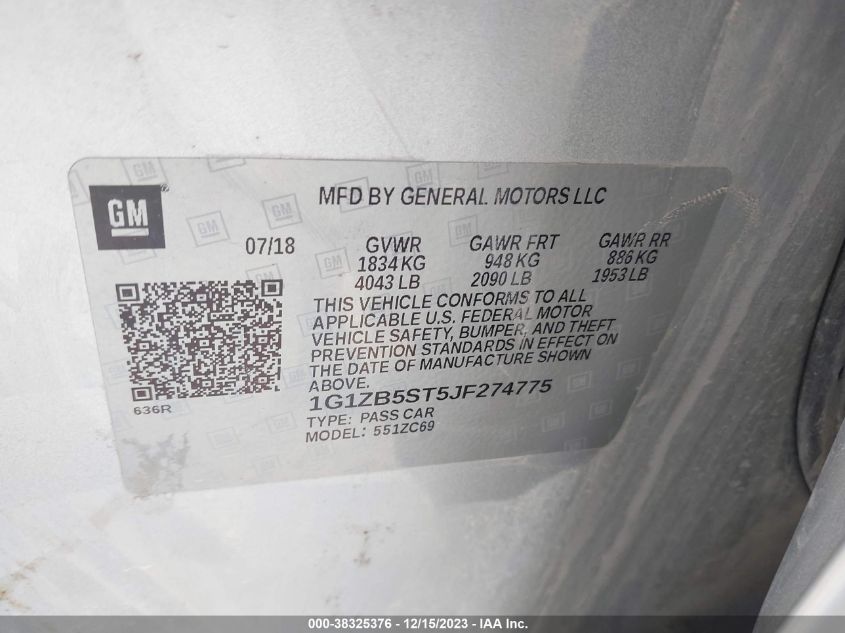 MFD BY GENERAL MOTORS LLC
GM
07/18 GVWR GAWR FRT GAWR RR
1834 KG 948 KG 886 KG
4043 LB 2090 LB 1953 LB
THIS VEHICLE CONFORMS TO ALL
APPLICABLE U.S. FEDERAL MOTOR
VEHICLE SAFETY, BUMPER, AND THEFT
PREVENTION STANDARDS IN EFFECT ON
THE DATE OF MANUFACTURE SHOWN
ABOVE.
636R
1G1ZB5ST5JF274775
TYPE: PASS CAR
MODEL: 551ZC69
000-38325376 - 12/15/2023 - IAA Inc.